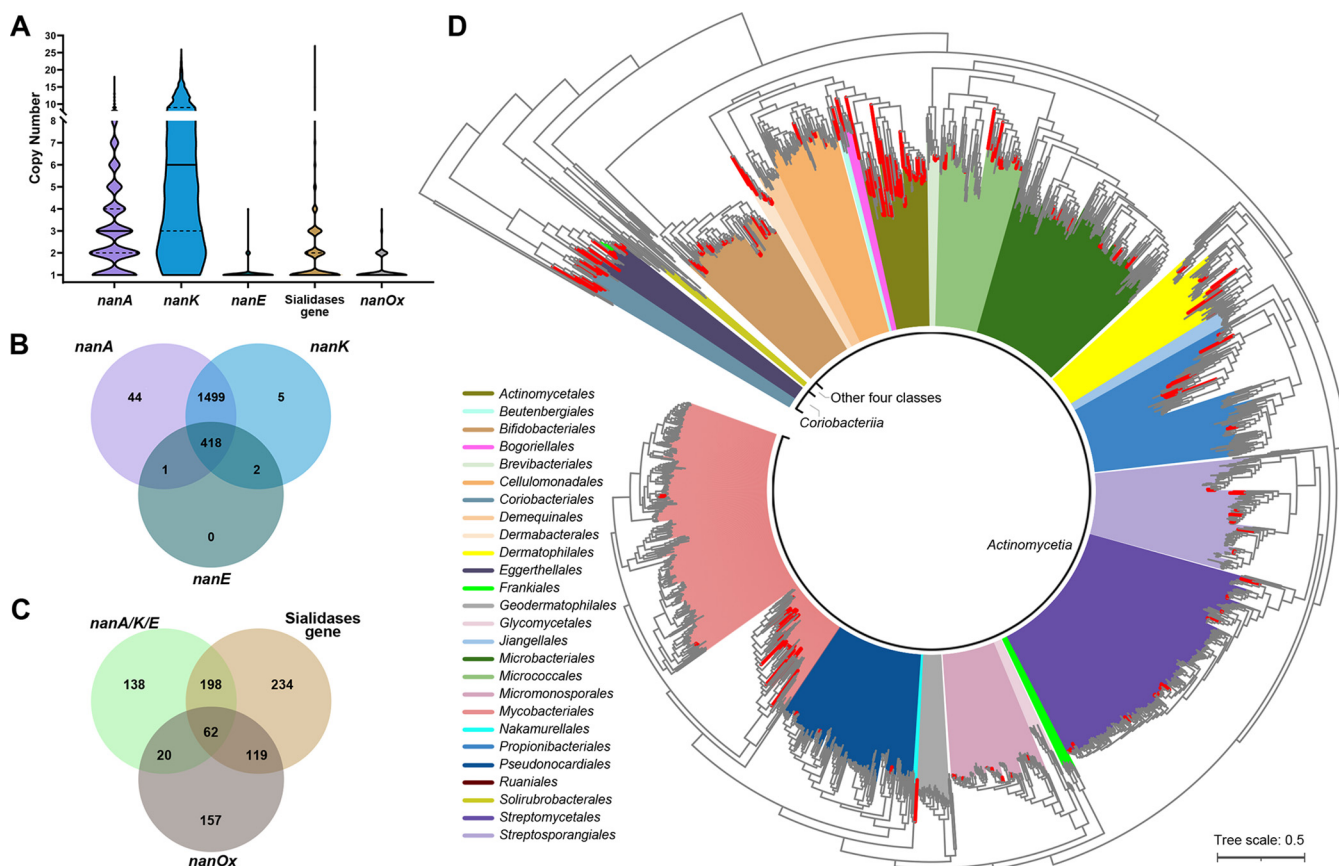 A
30
25
20
15
10
8
7
6
5
4
3
2
1
Copy Number
nanA
nanK
nanE
Sialidases
gene
nanOx
B
nanA
nanK
44
1499
5
418
1
2
0
nanE
C
nanA/K/E
Sialidases
gene
138
198
234
62
20
119
157
nanOx
D
Other four classes
Coriobacteriia
Actinomycetia
Actinomycetales
Beutenbergiales
Bifidobacteriales
Bogoriellales
Brevibacteriales
Cellulomonadales
Coriobacteriales
Demequinales
Dermabacterales
Dermatophilales
Eggerthellales
Frankiales
Geodermatophilales
Glycomycetales
Jiangellales
Microbacteriales
Micrococcales
Micromonosporales
Mycobacteriales
Nakamurellales
Propionibacteriales
Pseudonocardiales
Ruaniales
Solirubrobacterales
Streptomycetales
Streptosporangiales
Tree scale: 0.5